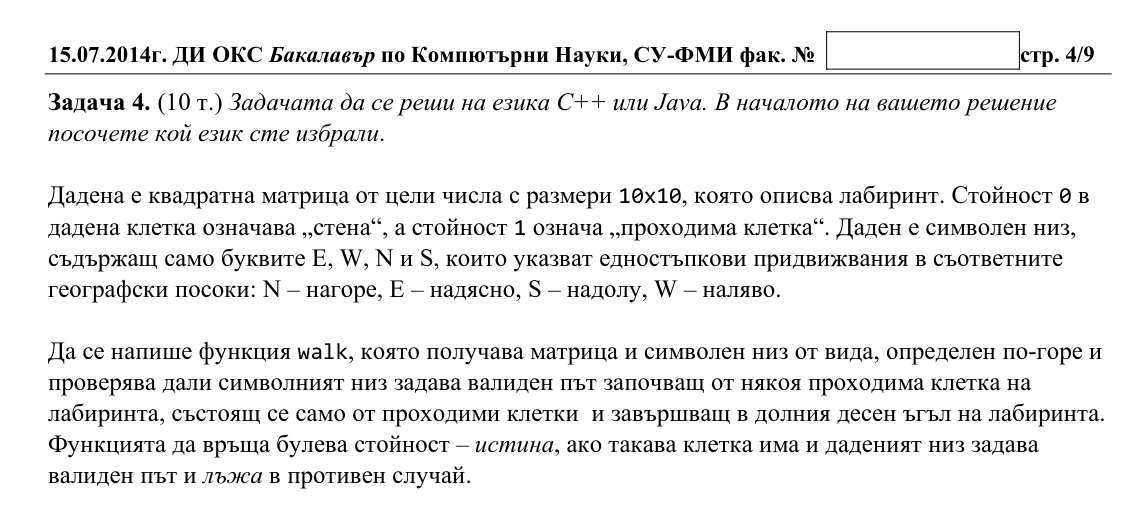 15.07.2014г. ДИ ОКС Бакалавър по Компютърни Науки, СУ-ФМИ фак. № стр. 4/9
Задача 4. (10 т.) Задачата да се реши на езика C++ или Java. В началото на вашето решение
посочете кой език сте избрали.
Дадена е квадратна матрица от цели числа с размери 10x10, която описва лабиринт. Стойност 0 в
дадена клетка означава „стена“, а стойност 1 означа „проходима клетка“. Даден е символен низ,
съдържащ само буквите E, W, N и S, които указват едностъпкови придвижвания в съответните
географски посоки: N – нагоре, E – надясно, S – надолу, W – наляво.
Да се напише функция walk, която получава матрица и символен низ от вида, определен по-горе и
проверява дали символният низ задава валиден път започващ от някоя проходима клетка на
лабиринта, състоящ се само от проходими клетки  и завършващ в долния десен ъгъл на лабиринта.
Функцията да връща булева стойност – истина, ако такава клетка има и даденият низ задава
валиден път и лъжа в противен случай.